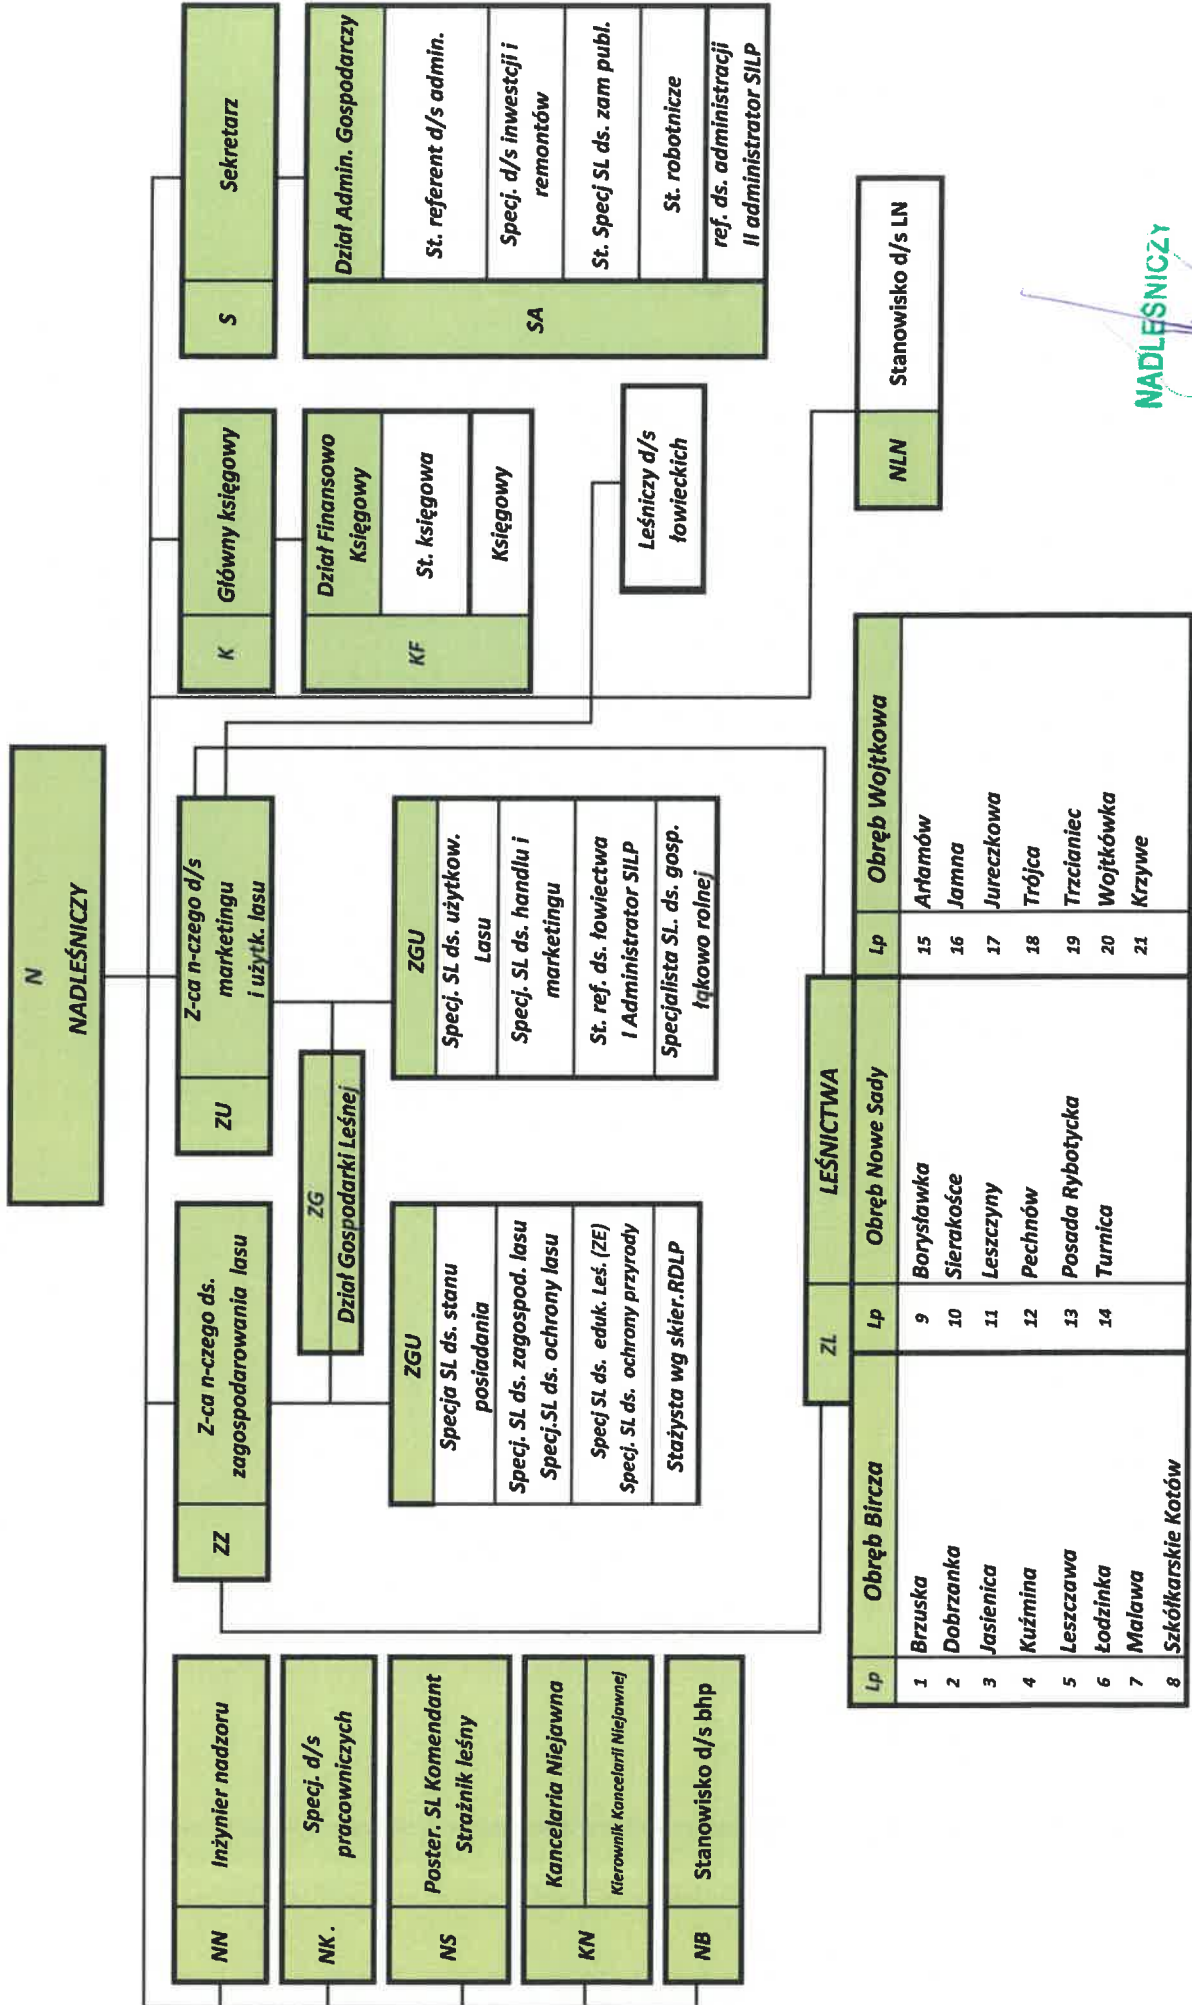 N
NADLEŚNICZY
NN
Inżynier nadzoru
NK .
Specj. d/s
pracowniczych
NS
Poster. SL Komendant
Strażnik leśny
KN
Kancelaria Niejawna
Kierownik Kancelarii Niejawnej
NB
Stanowisko d/s bhp
ZZ
Z-ca n-czego ds.
zagospodarowania lasu
ZU
Z-ca n-czego d/s
marketingu
i użytk. lasu
K
Główny księgowy
S
Sekretarz
ZG
Dział Gospodarki Leśnej
ZGU
Specja SL ds. stanu
posiadania
Specj. SL ds. zagospod. lasu
Specj.SL ds. ochrony lasu
Specj SL ds. eduk. Leś. (ZE)
Specj. SL ds. ochrony przyrody
Stażysta wg skier.RDLP
ZGU
Specj. SL ds. użytkow.
Lasu
Specj. SL ds. handlu i
marketingu
St. ref. ds. łowiectwa
I Administrator SILP
Specjalista SL. ds. gosp.
łąkowo rolnej
KF
Dział Finansowo
Księgowy
St. księgowa
Księgowy
SA
Dział Admin. Gospodarczy
St. referent d/s admin.
Specj. d/s inwestcji i
remontów
St. Specj SL ds. zam publ.
St. robotnicze
ref. ds. administracji
II administrator SILP
Leśniczy d/s
łowieckich
NLN
Stanowisko d/s LN
ZL
LEŚNICTWA
Lp Obręb Bircza
1 Brzuska
2 Dobrzanka
3 Jasienica
4 Kuźmina
5 Leszczawa
6 Łodzinka
7 Malawa
8 Szkółkarskie Kotów
Lp Obręb Nowe Sady
9 Borysławka
10 Sierakośce
11 Leszczyny
12 Pechnów
13 Posada Rybotycka
14 Turnica
Lp Obręb Wojtkowa
15 Arłamów
16 Jamna
17 Jureczkowa
18 Trójca
19 Trzcianiec
20 Wojtkówka
21 Krzywe
NADLEŚNICZY